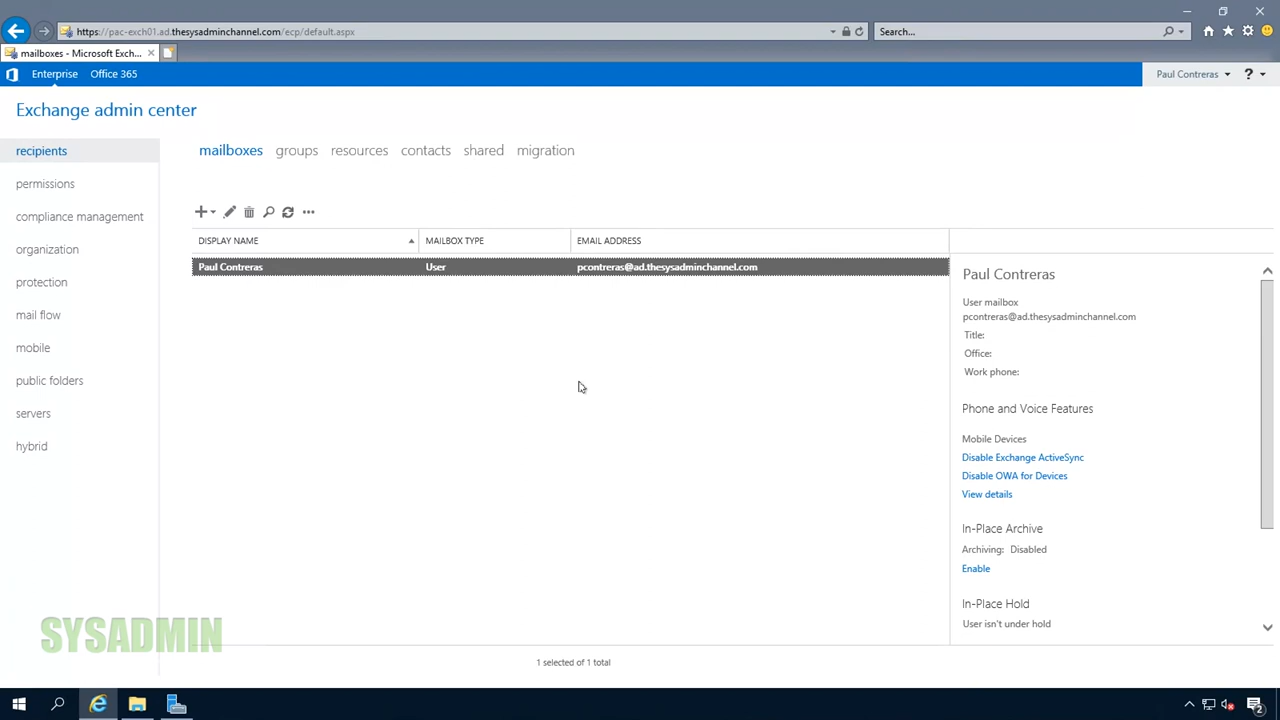 https://pac-exch01.ad.thesysadminchannel.com/ecp/default.aspx
Search...
mailboxes - Microsoft Exch...
Enterprise
Office 365
Paul Contreras
?
Exchange admin center
recipients
permissions
compliance management
organization
protection
mail flow
mobile
public folders
servers
hybrid
mailboxes
groups
resources
contacts
shared
migration
DISPLAY NAME
MAILBOX TYPE
EMAIL ADDRESS
Paul Contreras
User
pcontreras@ad.thesysadminchannel.com
Paul Contreras
User mailbox
pcontreras@ad.thesysadminchannel.com
Title:
Office:
Work phone:
Phone and Voice Features
Mobile Devices
Disable Exchange ActiveSync
Disable OWA for Devices
View details
In-Place Archive
Archiving: Disabled
Enable
In-Place Hold
User isn't under hold
1 selected of 1 total
SYSADMIN
2